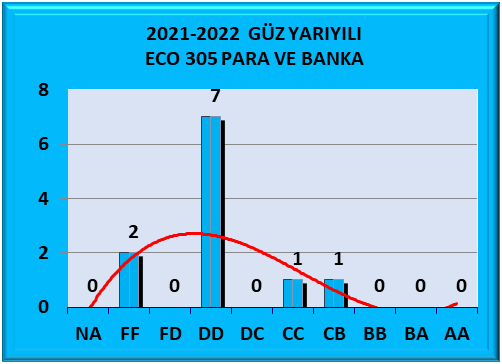 2021-2022 GÜZ YARIYILI
ECO 305 PARA VE BANKA
8
6
4
2
0
0 2 0 7 0 1 1 0 0 0
NA FF FD DD DC CC CB BB BA AA